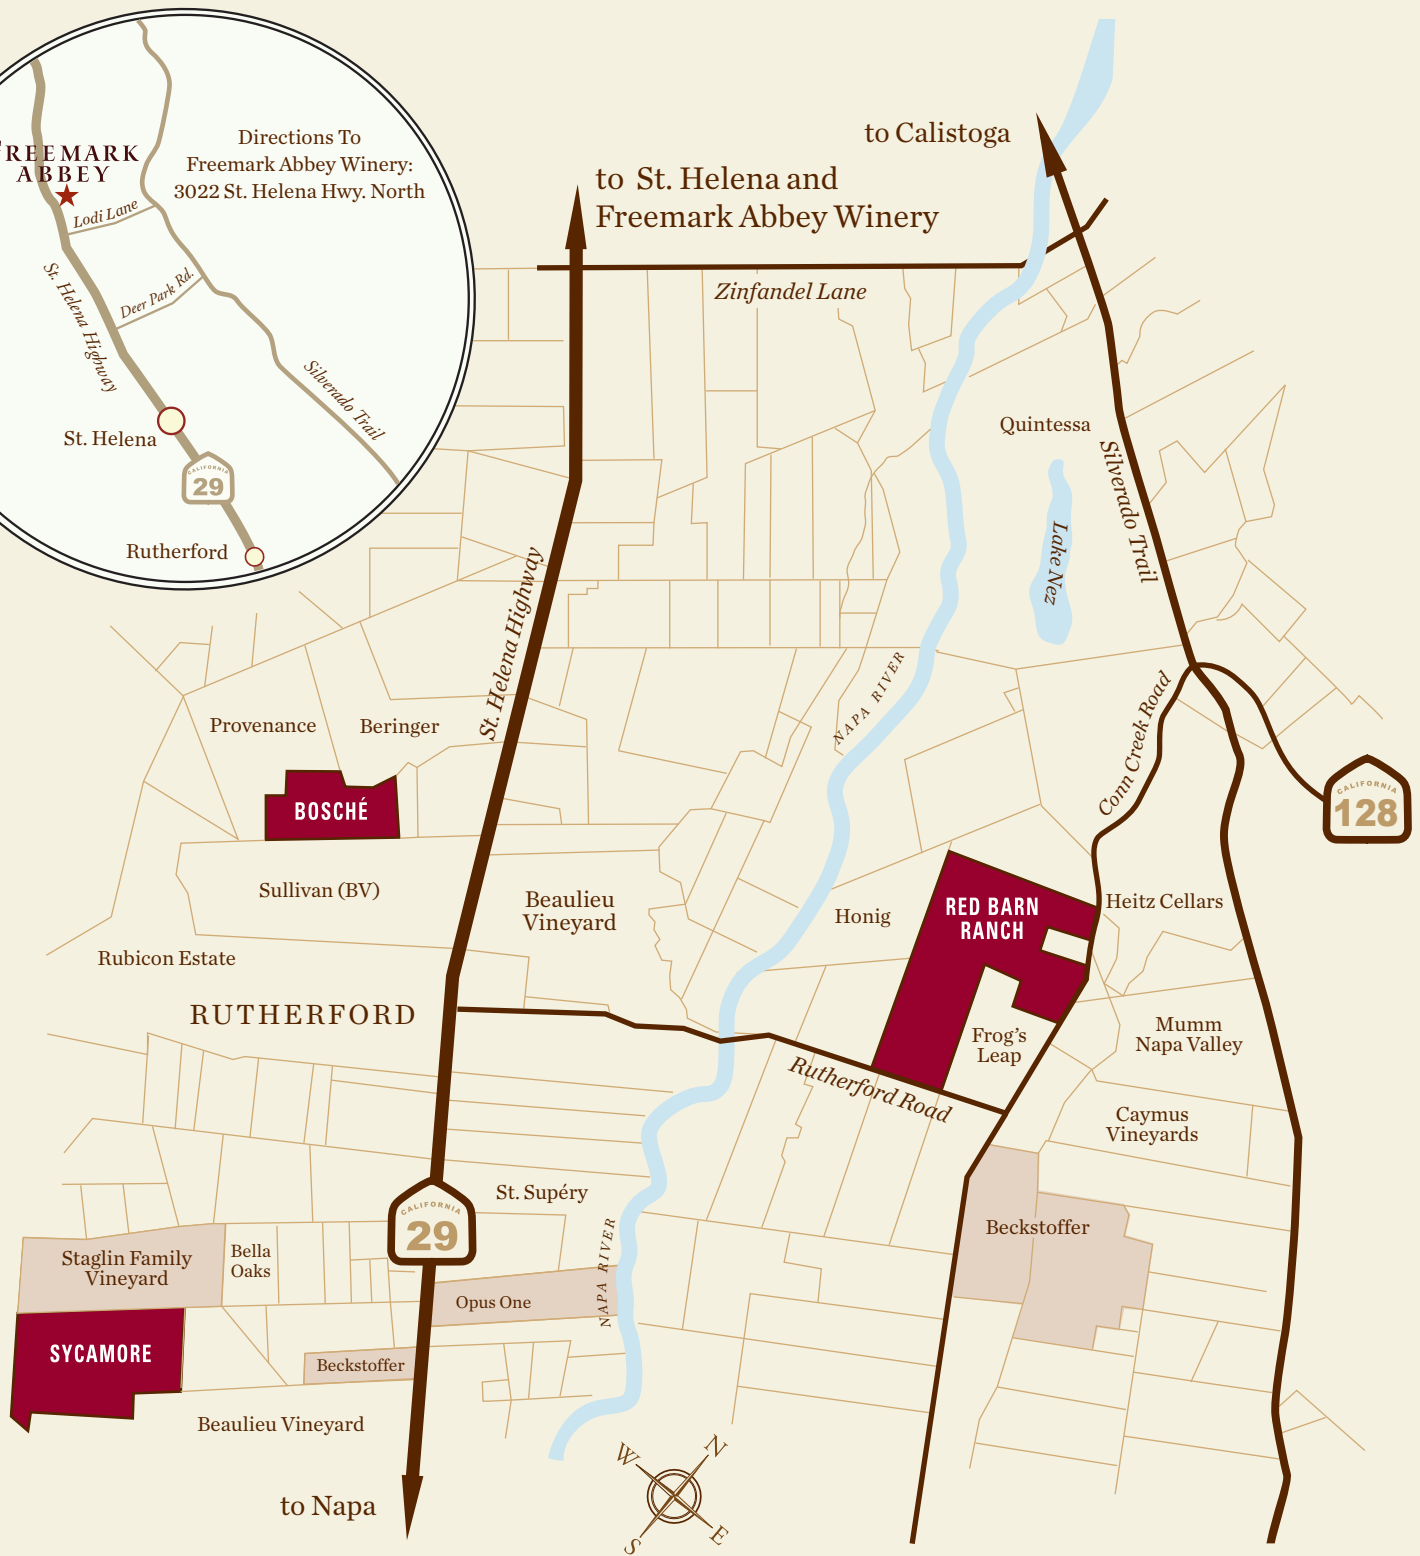 Directions To
Freemark Abbey Winery:
3022 St. Helena Hwy. North
FREEMARK
ABBEY
Lodi Lane
Deer Park Rd.
St. Helena Highway
Silverado Trail
St. Helena
CALIFORNIA
29
Rutherford
to Calistoga
to St. Helena and
Freemark Abbey Winery
Zinfandel Lane
Quintessa
Silverado Trail
Lake Nez
St. Helena Highway
NAPA RIVER
Conn Creek Road
CALIFORNIA
128
Provenance
Beringer
BOSCHÉ
Sullivan (BV)
Beaulieu
Vineyard
Honig
RED BARN
RANCH
Heitz Cellars
Rubicon Estate
RUTHERFORD
Frog's
Leap
Mumm
Napa Valley
Rutherford Road
Caymus
Vineyards
St. Supéry
CALIFORNIA
29
Beckstoffer
Staglin Family
Vineyard
Bella
Oaks
NAPA RIVER
Opus One
SYCAMORE
Beckstoffer
Beaulieu Vineyard
to Napa
N
W
E
S